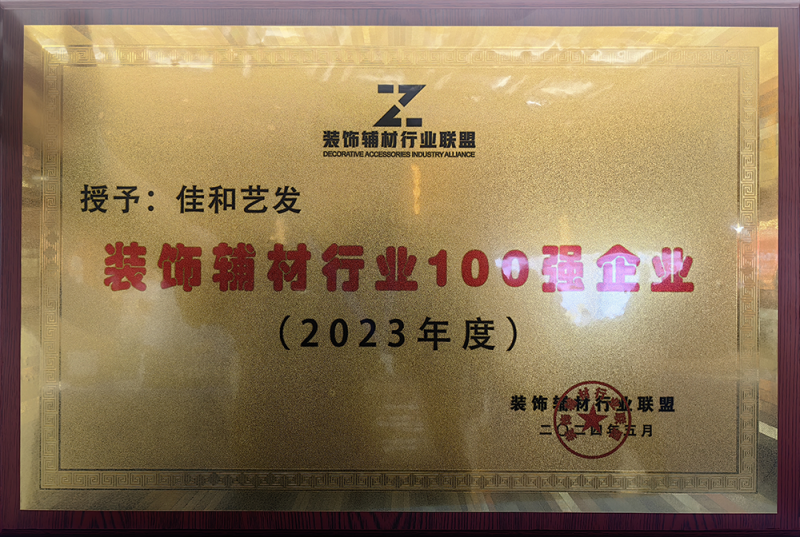 装饰辅材行业联盟
DECORATIVE ACCESSORIES INDUSTRY ALLIANCE
授予：佳和艺发
装饰辅材行业100强企业
（2023年度）
装饰辅材行业联盟
二〇二四年五月